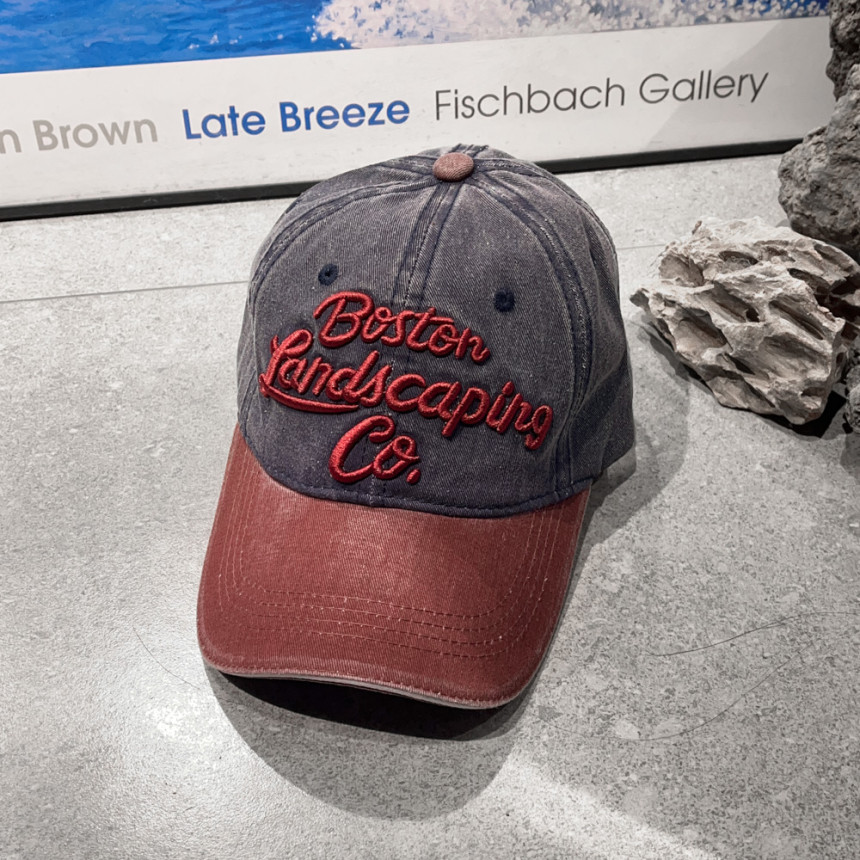 n Brown Late Breeze Fischbach Gallery
Boston
Landscaping
Co.